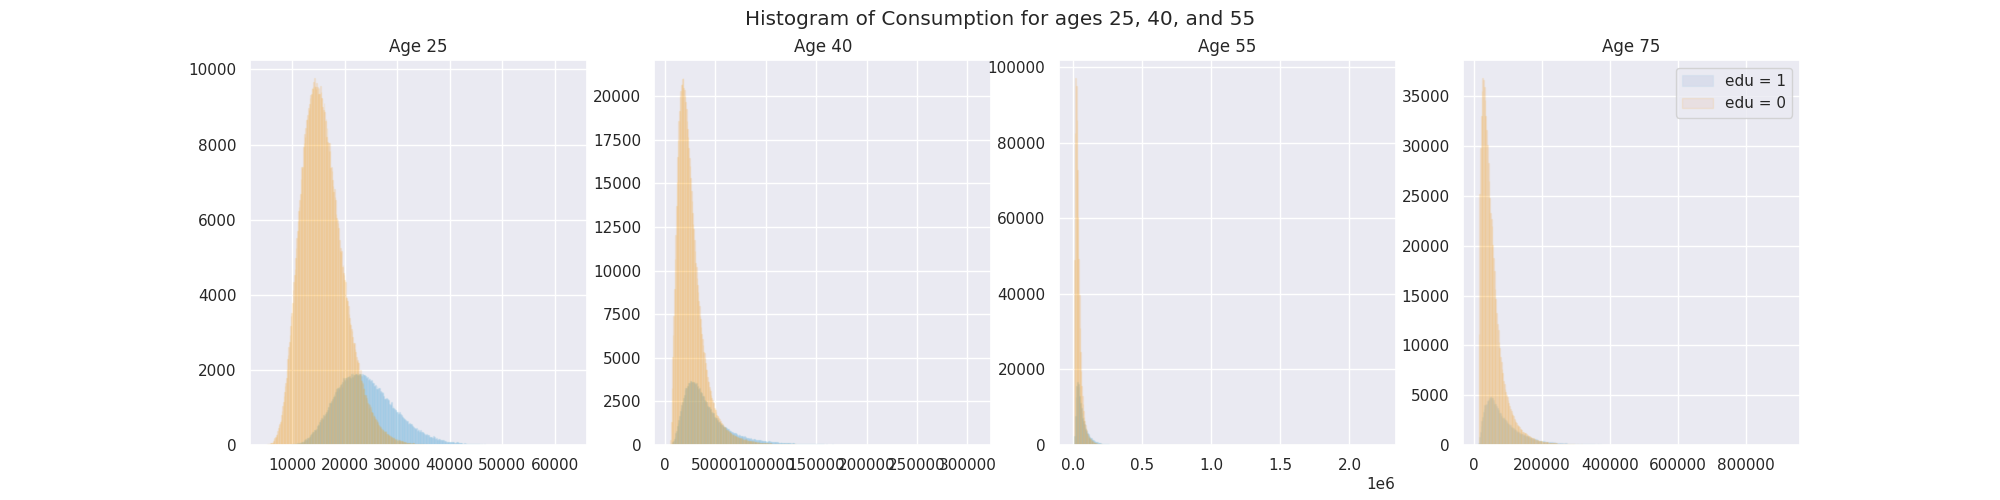 Histogram of Consumption for ages 25, 40, and 55
Age 25
10000
8000
6000
4000
2000
0
10000 20000 30000 40000 50000 60000
Age 40
20000
17500
15000
12500
10000
7500
5000
2500
0
0 50000 100000 150000 200000 250000 300000
Age 55
100000
80000
60000
40000
20000
0
0.0 0.5 1.0 1.5 2.0
1e6
Age 75
35000
30000
25000
20000
15000
10000
5000
0
0 200000 400000 600000 800000
edu = 1
edu = 0